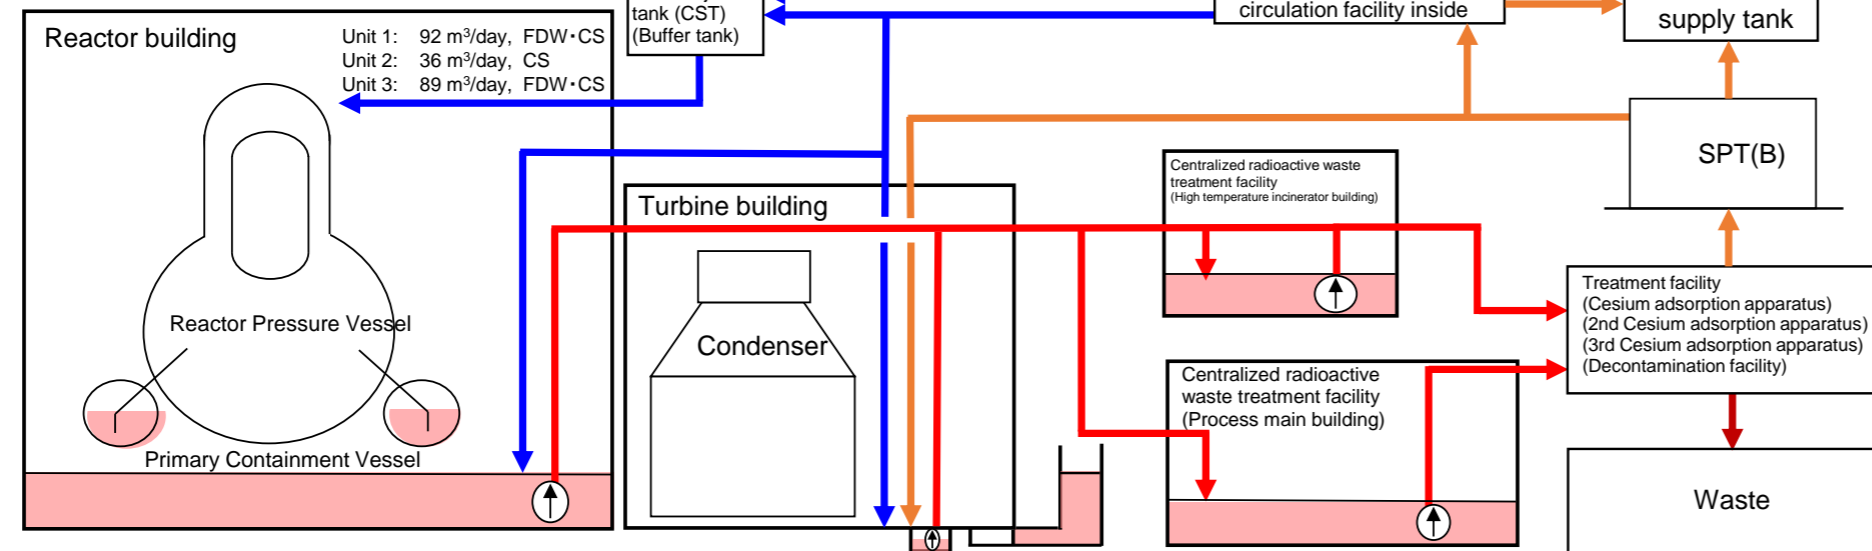 tank (CST)
(Buffer tank)
circulation facility inside
supply tank
Reactor building
Unit 1: 92 m³/day, FDW・CS
Unit 2: 36 m³/day, CS
Unit 3: 89 m³/day, FDW・CS
SPT(B)
Centralized radioactive waste
treatment facility
(High temperature incinerator building)
Turbine building
Treatment facility
(Cesium adsorption apparatus)
(2nd Cesium adsorption apparatus)
(3rd Cesium adsorption apparatus)
(Decontamination facility)
Reactor Pressure Vessel
Condenser
Centralized radioactive
waste treatment facility
(Process main building)
Primary Containment Vessel
Waste